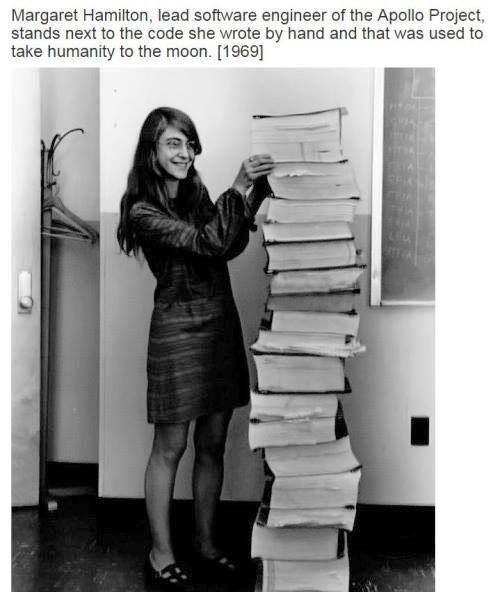 Margaret Hamilton, lead software engineer of the Apollo Project,
stands next to the code she wrote by hand and that was used to
take humanity to the moon. [1969]